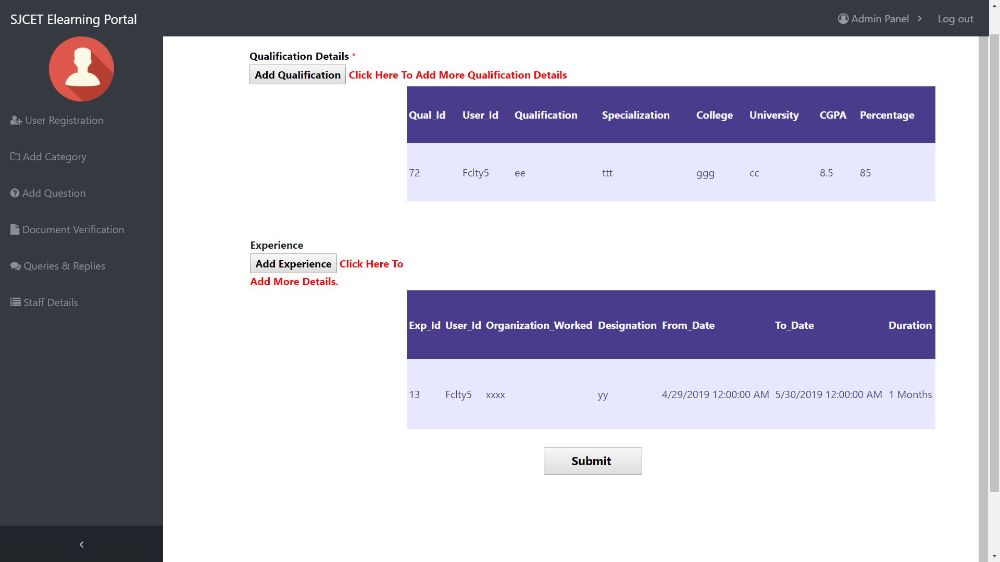 SJCET Elearning Portal
Admin Panel
Log out
User Registration
Add Category
Add Question
Document Verification
Queries & Replies
Staff Details
Qualification Details *
Add Qualification Click Here To Add More Qualification Details
Qual_Id User_Id Qualification Specialization College University CGPA Percentage
72 Fclty5 ee ttt ggg cc 8.5 85
Experience
Add Experience Click Here To
Add More Details.
Exp_Id User_Id Organization_Worked Designation From_Date To_Date Duration
13 Fclty5 xxxx yy 4/29/2019 12:00:00 AM 5/30/2019 12:00:00 AM 1 Months
Submit